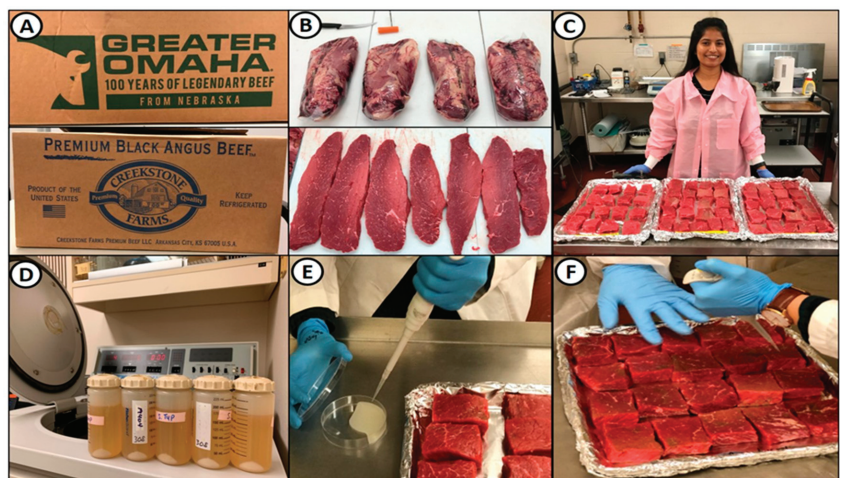 A
GREATER
OMAHA
100 YEARS OF LEGENDARY BEEF
FROM NEBRASKA
PREMIUM BLACK ANGUS BEEF
PRODUCT OF THE
UNITED STATES
CREEKSTONE
Premium Quality
FARMS
KEEP
REFRIGERATED
CREEKSTONE FARMS PREMIUM BEEF LLC ARKANSAS CITY, KS 67005 U.S.A.
B
C
D
E
F